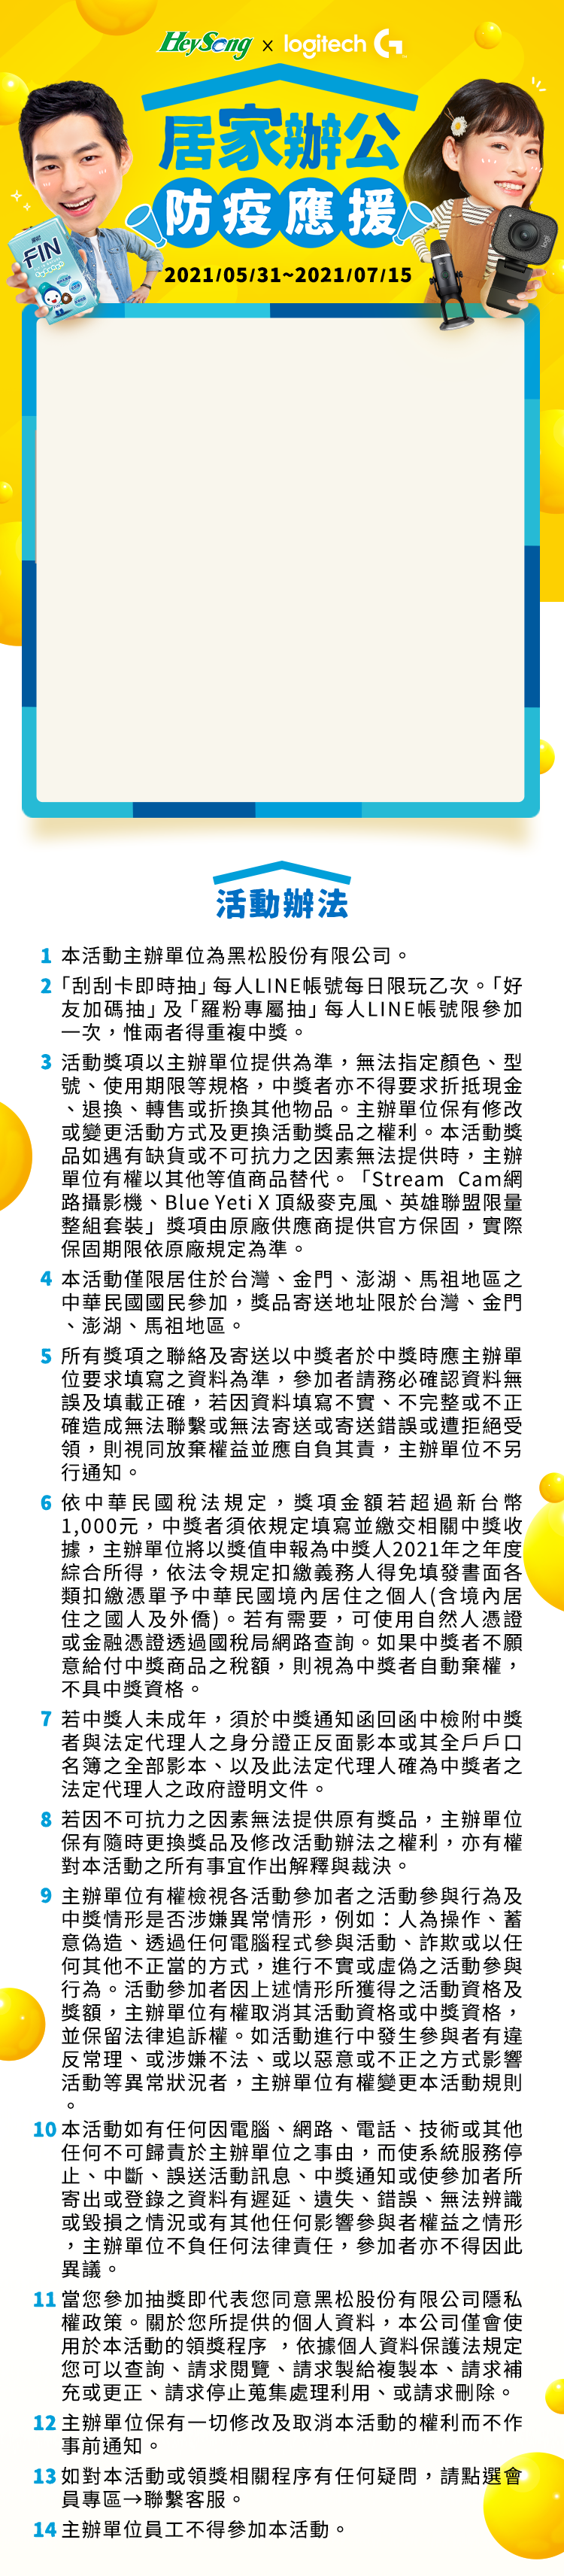 HeySong × logitech G
居家辦公
防疫應援
FIN
logi
2021/05/31~2021/07/15
活動辦法
1 本活動主辦單位為黑松股份有限公司。
2 「刮刮卡即時抽」每人LINE帳號每日限玩乙次。「好
友加碼抽」及「羅粉專屬抽」每人LINE帳號限參加
一次，惟兩者得重複中獎。
3 活動獎項以主辦單位提供為準，無法指定顏色、型
號、使用期限等規格，中獎者亦不得要求折抵現金
、退換、轉售或折換其他物品。主辦單位保有修改
或變更活動方式及更換活動獎品之權利。本活動獎
品如遇有缺貨或不可抗力之因素無法提供時，主辦
單位有權以其他等值商品替代。「Stream Cam網
路攝影機、Blue Yeti X 頂級麥克風、英雄聯盟限量
整組套裝」獎項由原廠供應商提供官方保固，實際
保固期限依原廠規定為準。
4 本活動僅限居住於台灣、金門、澎湖、馬祖地區之
中華民國國民參加，獎品寄送地址限於台灣、金門
、澎湖、馬祖地區。
5 所有獎項之聯絡及寄送以中獎者於中獎時應主辦單
位要求填寫之資料為準，參加者請務必確認資料無
誤及填載正確，若因資料填寫不實、不完整或不正
確造成無法聯繫或無法寄送或寄送錯誤或遭拒絕受
領，則視同放棄權益並應自負其責，主辦單位不另
行通知。
6 依中華民國稅法規定，獎項金額若超過新台幣
1,000元，中獎者須依規定填寫並繳交相關中獎收
據，主辦單位將以獎值申報為中獎人2021年之年度
綜合所得，依法令規定扣繳義務人得免填發書面各
類扣繳憑單予中華民國境內居住之個人(含境內居
住之國人及外僑)。若有需要，可使用自然人憑證
或金融憑證透過國稅局網路查詢。如果中獎者不願
意給付中獎商品之稅額，則視為中獎者自動棄權，
不具中獎資格。
7 若中獎人未成年，須於中獎通知函回函中檢附中獎
者與法定代理人之身分證正反面影本或其全戶戶口
名簿之全部影本、以及此法定代理人確為中獎者之
法定代理人之政府證明文件。
8 若因不可抗力之因素無法提供原有獎品，主辦單位
保有隨時更換獎品及修改活動辦法之權利，亦有權
對本活動之所有事宜作出解釋與裁決。
9 主辦單位有權檢視各活動參加者之活動參與行為及
中獎情形是否涉嫌異常情形，例如：人為操作、蓄
意偽造、透過任何電腦程式參與活動、詐欺或以任
何其他不正當的方式，進行不實或虛偽之活動參與
行為。活動參加者因上述情形所獲得之活動資格及
獎額，主辦單位有權取消其活動資格或中獎資格，
並保留法律追訴權。如活動進行中發生參與者有違
反常理、或涉嫌不法、或以惡意或不正之方式影響
活動等異常狀況者，主辦單位有權變更本活動規則
。
10 本活動如有任何因電腦、網路、電話、技術或其他
任何不可歸責於主辦單位之事由，而使系統服務停
止、中斷、誤送活動訊息、中獎通知或使參加者所
寄出或登錄之資料有遲延、遺失、錯誤、無法辨識
或毀損之情況或有其他任何影響參與者權益之情形
，主辦單位不負任何法律責任，參加者亦不得因此
異議。
11 當您參加抽獎即代表您同意黑松股份有限公司隱私
權政策。關於您所提供的個人資料，本公司僅會使
用於本活動的領獎程序 ，依據個人資料保護法規定
您可以查詢、請求閱覽、請求製給複製本、請求補
充或更正、請求停止蒐集處理利用、或請求刪除。
12 主辦單位保有一切修改及取消本活動的權利而不作
事前通知。
13 如對本活動或領獎相關程序有任何疑問，請點選會
員專區→聯繫客服。
14 主辦單位員工不得參加本活動。